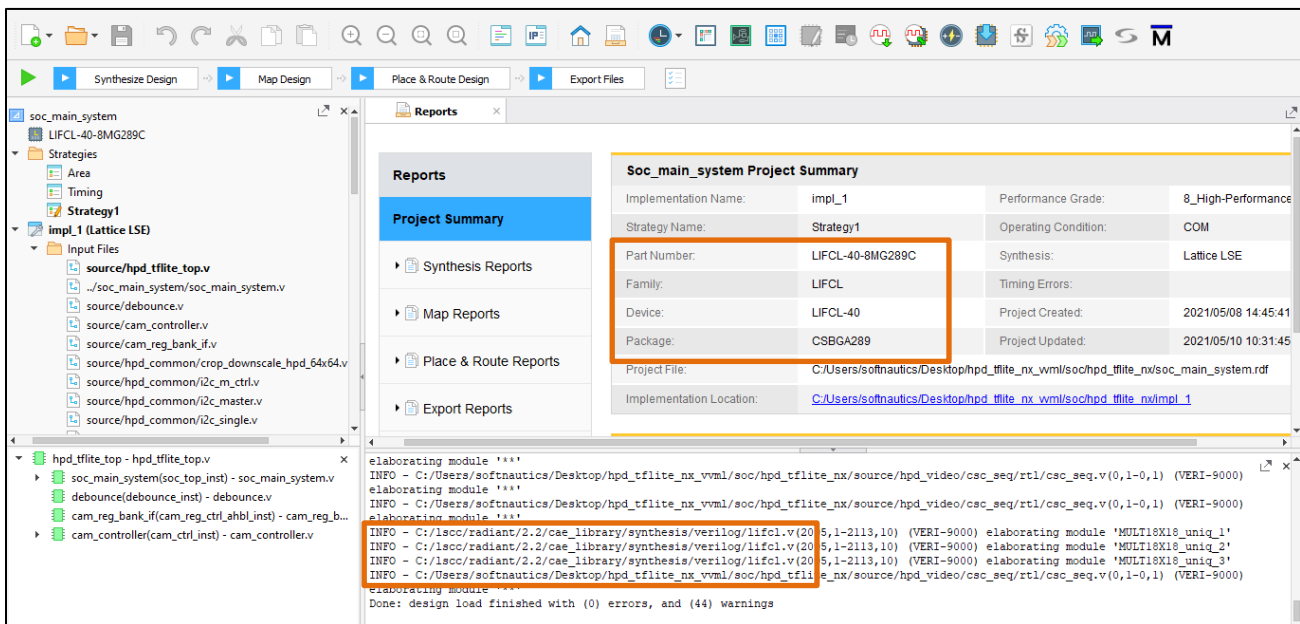 Synthesize Design
Map Design
Place & Route Design
Export Files
soc_main_system
LIFCL-40-8MG289C
Strategies
Area
Timing
Strategy1
impl_1 (Lattice LSE)
Input Files
source/hpd_tflite_top.v
../soc_main_system/soc_main_system.v
source/debounce.v
source/cam_controller.v
source/cam_reg_bank_if.v
source/hpd_common/crop_downscale_hpd_64x64.v
source/hpd_common/i2c_m_ctrl.v
source/hpd_common/i2c_master.v
source/hpd_common/i2c_single.v
hpd_tflite_top - hpd_tflite_top.v
soc_main_system(soc_top_inst) - soc_main_system.v
debounce(debounce_inst) - debounce.v
cam_reg_bank_if(cam_reg_ctrl_ahbl_inst) - cam_reg_b...
cam_controller(cam_ctrl_inst) - cam_controller.v
Reports
Reports
Project Summary
Synthesis Reports
Map Reports
Place & Route Reports
Export Reports
Soc_main_system Project Summary
Implementation Name: impl_1 Performance Grade: 8_High-Performance
Strategy Name: Strategy1 Operating Condition: COM
Part Number: LIFCL-40-8MG289C Synthesis: Lattice LSE
Family: LIFCL Timing Errors:
Device: LIFCL-40 Project Created: 2021/05/08 14:45:41
Package: CSBGA289 Project Updated: 2021/05/10 10:31:45
Project File: C:/Users/softnautics/Desktop/hpd_tflite_nx_vvml/soc/hpd_tflite_nx/soc_main_system.rdf
Implementation Location: C:/Users/softnautics/Desktop/hpd_tflite_nx_vvml/soc/hpd_tflite_nx/impl_1
elaborating module '**'
INFO - C:/Users/softnautics/Desktop/hpd_tflite_nx_vvml/soc/hpd_tflite_nx/source/hpd_video/csc_seq/rtl/csc_seq.v(0,1-0,1) (VERI-9000)
elaborating module '**'
INFO - C:/Users/softnautics/Desktop/hpd_tflite_nx_vvml/soc/hpd_tflite_nx/source/hpd_video/csc_seq/rtl/csc_seq.v(0,1-0,1) (VERI-9000)
elaborating module '**'
INFO - C:/lscc/radiant/2.2/cae_library/synthesis/verilog/lifcl.v(2005,1-2113,10) (VERI-9000) elaborating module 'MULTI18X18_uniq_1'
INFO - C:/lscc/radiant/2.2/cae_library/synthesis/verilog/lifcl.v(2005,1-2113,10) (VERI-9000) elaborating module 'MULTI18X18_uniq_2'
INFO - C:/lscc/radiant/2.2/cae_library/synthesis/verilog/lifcl.v(2005,1-2113,10) (VERI-9000) elaborating module 'MULTI18X18_uniq_3'
INFO - C:/Users/softnautics/Desktop/hpd_tflite_nx_vvml/soc/hpd_tflite_nx/source/hpd_video/csc_seq/rtl/csc_seq.v(0,1-0,1) (VERI-9000)
elaborating module '**'
Done: design load finished with (0) errors, and (44) warnings